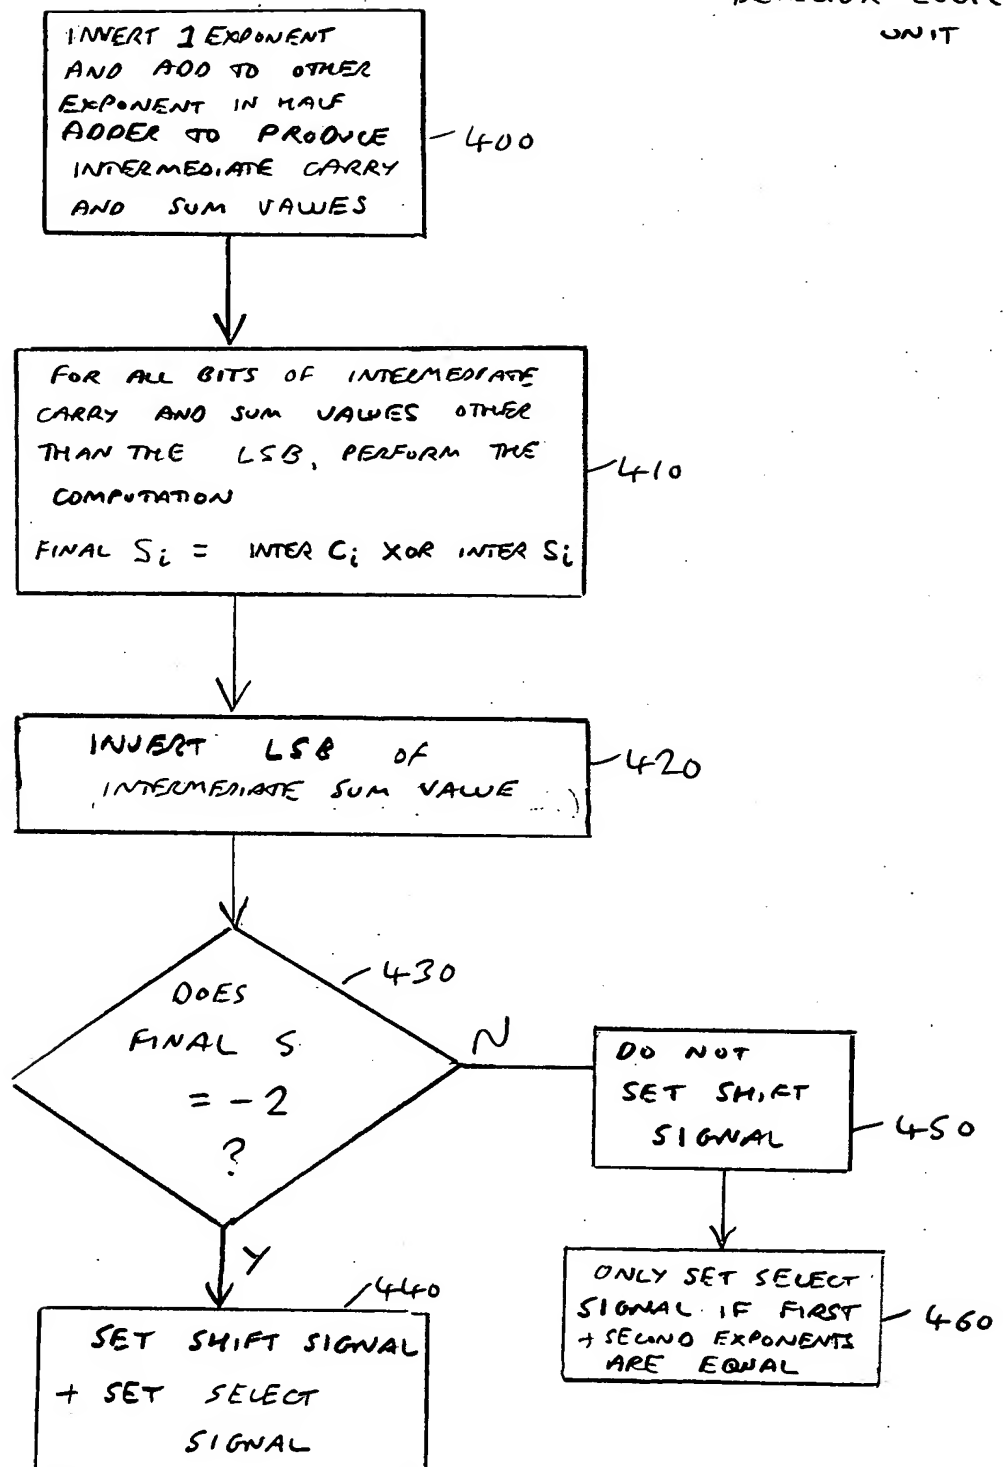 UNIT
INVERT 1 EXPONENT
AND ADD TO OTHER
EXPONENT IN HALF
ADDER TO PRODUCE
INTERMEDIATE CARRY
AND SUM VALUES
400
FOR ALL BITS OF INTERMEDIATE
CARRY AND SUM VALUES OTHER
THAN THE LSB, PERFORM THE
COMPUTATION
FINAL Si = INTER Ci XOR INTER Si
410
INVERT LSB OF
INTERMEDIATE SUM VALUE
420
DOES
FINAL S
= -2
?
430
N
Y
DO NOT
SET SHIFT
SIGNAL
450
ONLY SET SELECT
SIGNAL IF FIRST
+ SECOND EXPONENTS
ARE EQUAL
460
440
SET SHIFT SIGNAL
+ SET SELECT
SIGNAL